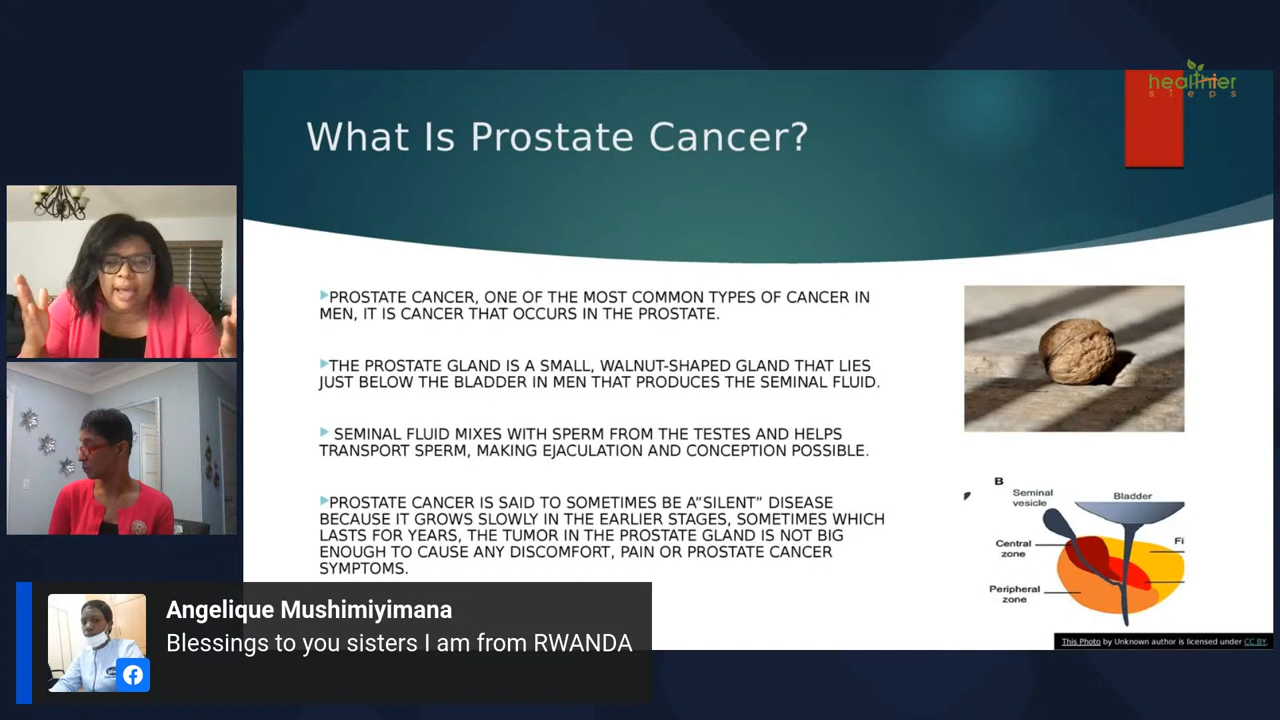 healthier
steps
What Is Prostate Cancer?
PROSTATE CANCER, ONE OF THE MOST COMMON TYPES OF CANCER IN
MEN, IT IS CANCER THAT OCCURS IN THE PROSTATE.
THE PROSTATE GLAND IS A SMALL, WALNUT-SHAPED GLAND THAT LIES
JUST BELOW THE BLADDER IN MEN THAT PRODUCES THE SEMINAL FLUID.
SEMINAL FLUID MIXES WITH SPERM FROM THE TESTES AND HELPS
TRANSPORT SPERM, MAKING EJACULATION AND CONCEPTION POSSIBLE.
PROSTATE CANCER IS SAID TO SOMETIMES BE A"SILENT" DISEASE
BECAUSE IT GROWS SLOWLY IN THE EARLIER STAGES, SOMETIMES WHICH
LASTS FOR YEARS, THE TUMOR IN THE PROSTATE GLAND IS NOT BIG
ENOUGH TO CAUSE ANY DISCOMFORT, PAIN OR PROSTATE CANCER
SYMPTOMS.
B
Seminal
vesicle
Bladder
Central
zone
Fi
Peripheral
zone
This Photo by Unknown author is licensed under CC BY.
Angelique Mushimiyimana
Blessings to you sisters I am from RWANDA